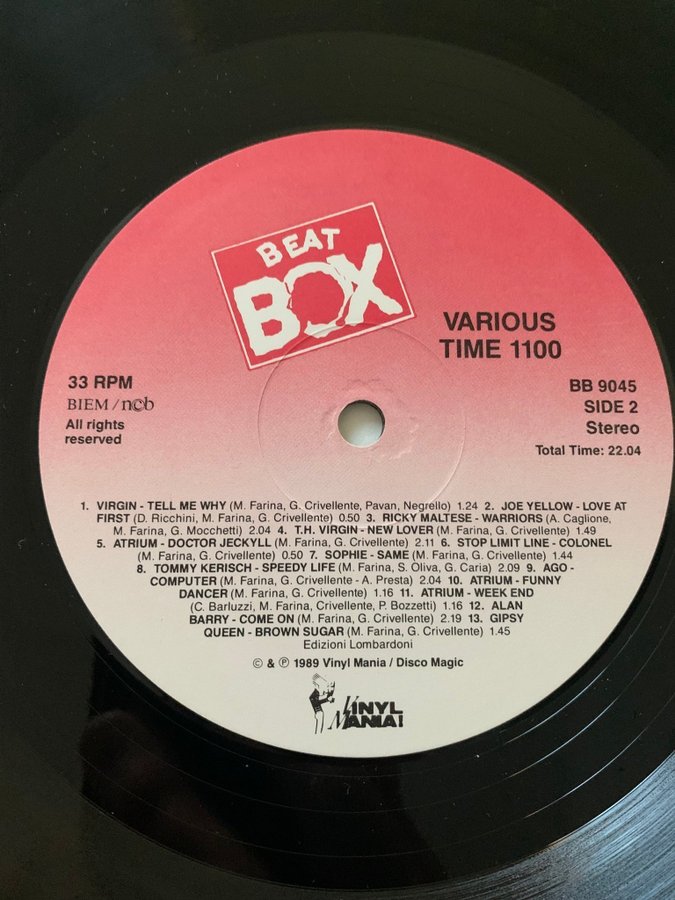 BEAT
BOX
VARIOUS
TIME 1100
33 RPM
BIEM / ncb
All rights
reserved
BB 9045
SIDE 2
Stereo
Total Time: 22.04
1. VIRGIN - TELL ME WHY (M. Farina, G. Crivellente, Pavan, Negrello) 1.24 2. JOE YELLOW - LOVE AT
FIRST (D. Ricchini, M. Farina, G. Crivellente) 0.50 3. RICKY MALTESE - WARRIORS (A. Caglione,
M. Farina, G. Mocchetti) 2.04 4. T.H. VIRGIN - NEW LOVER (M. Farina, G. Crivellente) 1.49
5. ATRIUM - DOCTOR JECKYLL (M. Farina, G. Crivellente) 2.11 6. STOP LIMIT LINE - COLONEL
(M. Farina, G. Crivellente) 0.50 7. SOPHIE - SAME (M. Farina, G. Crivellente) 1.44
8. TOMMY KERISCH - SPEEDY LIFE (M. Farina, S. Oliva, G. Caria) 2.09 9. AGO -
COMPUTER (M. Farina, G. Crivellente - A. Presta) 2.04 10. ATRIUM - FUNNY
DANCER (M. Farina, G. Crivellente) 1.16 11. ATRIUM - WEEK END
(C. Barluzzi, M. Farina, Crivellente, P. Bozzetti) 1.16 12. ALAN
BARRY - COME ON (M. Farina, G. Crivellente) 2.19 13. GIPSY
QUEEN - BROWN SUGAR (M. Farina, G. Crivellente) 1.45
Edizioni Lombardoni
© & ℗ 1989 Vinyl Mania / Disco Magic
VINYL
MANIA!